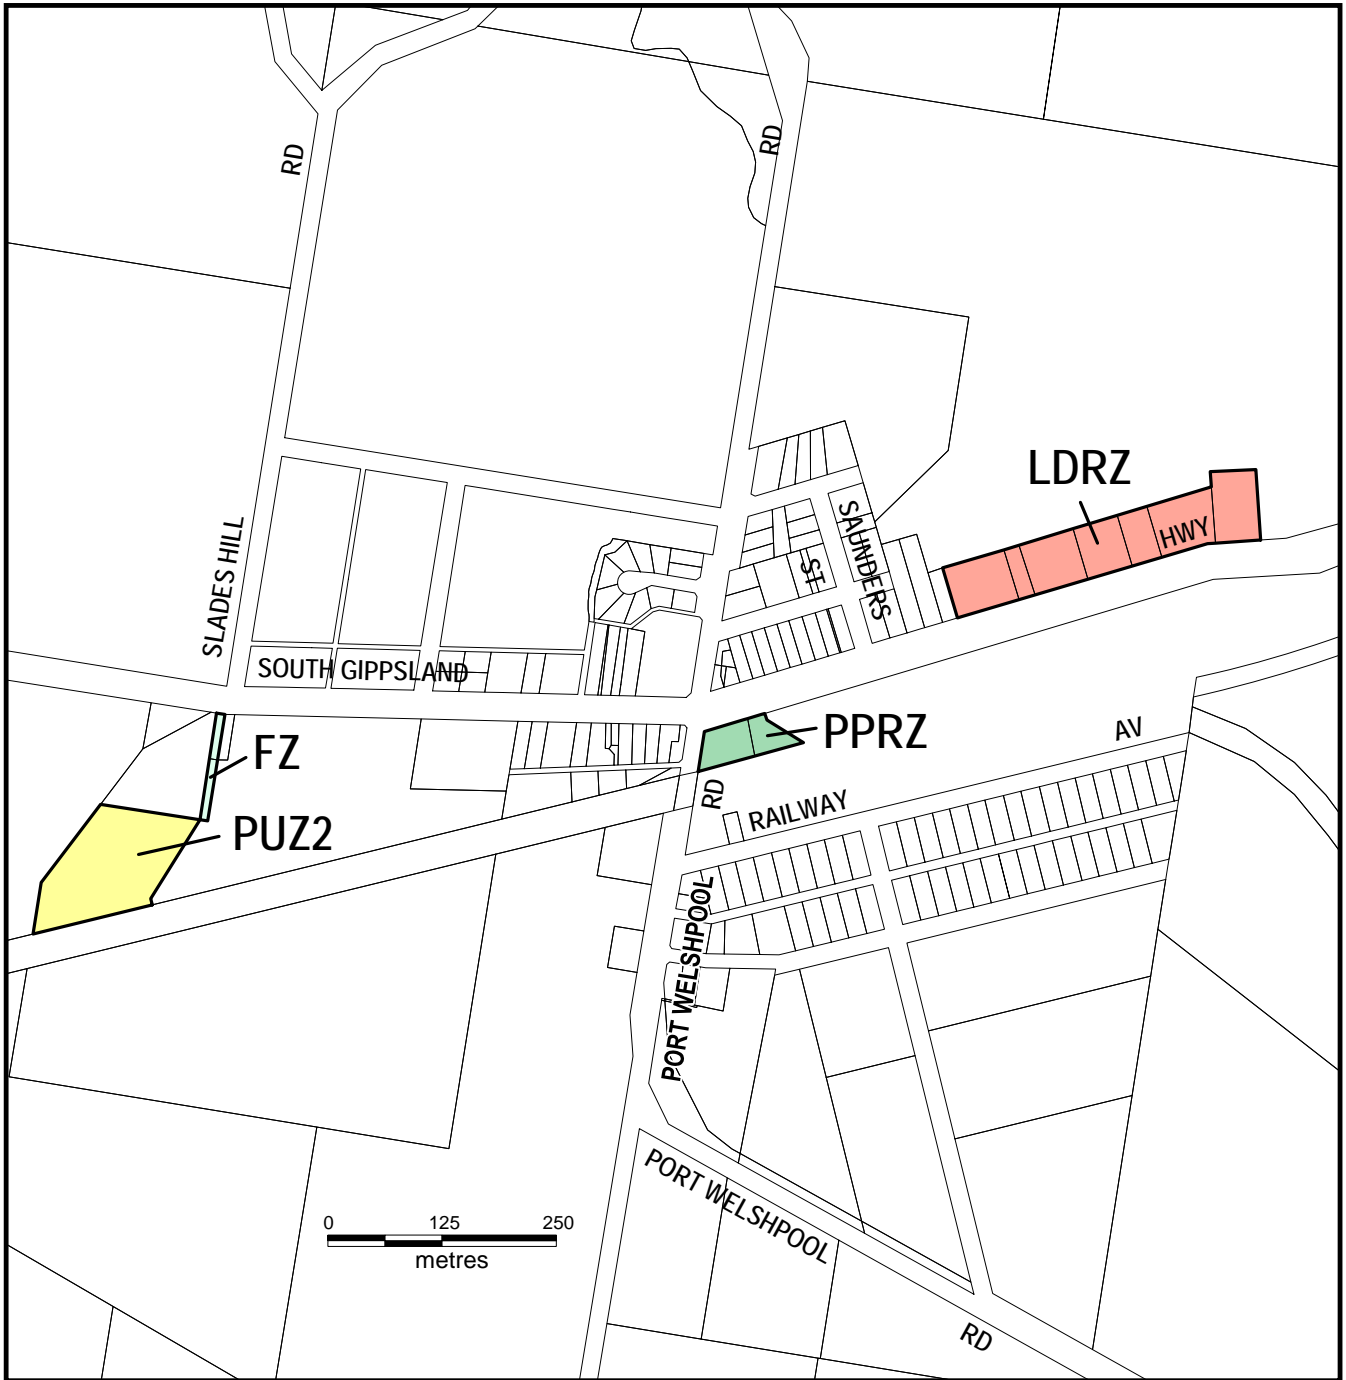 RD
RD
SLADES HILL
SOUTH GIPPSLAND
SAUNDERS
ST
LDRZ
HWY
FZ
PUZ2
PPRZ
RD
RAILWAY
AV
PORT WELSHPOOL
PORT WELSHPOOL
RD
0 125 250
metres